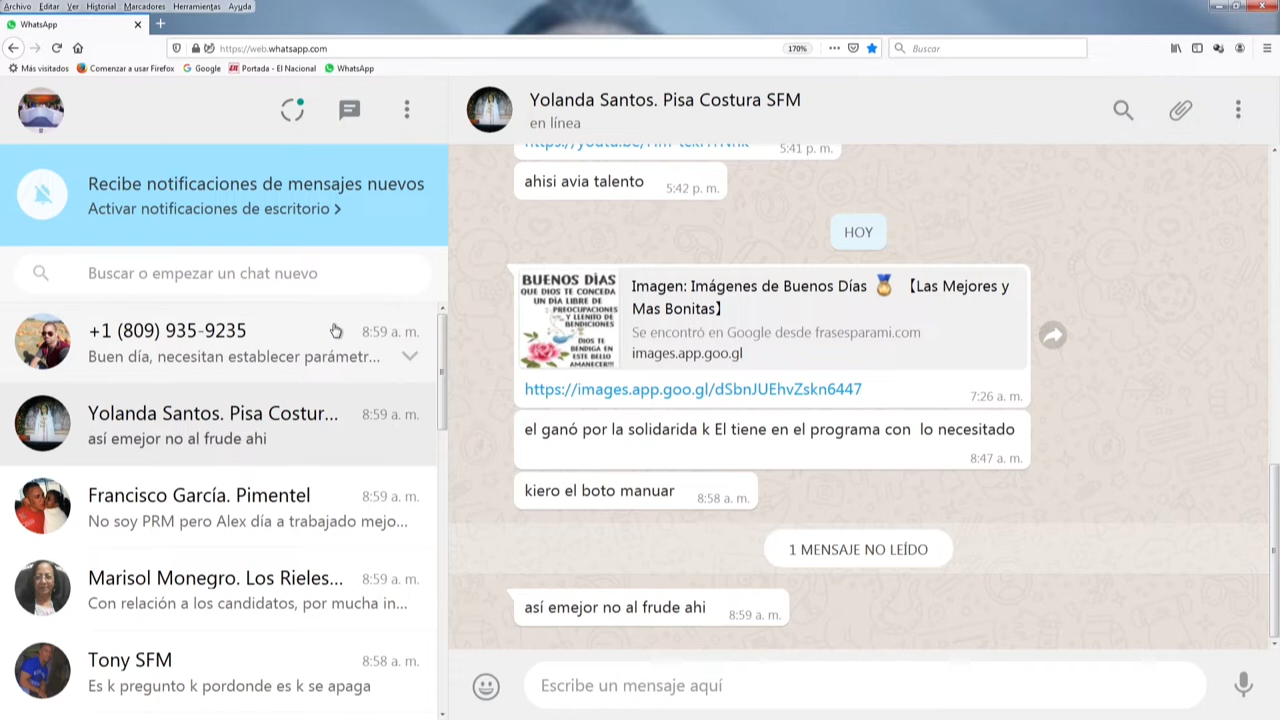 Archivo Editar Ver Historial Marcadores Herramientas Ayuda
WhatsApp
https://web.whatsapp.com
170%
Buscar
Más visitados
Comenzar a usar Firefox
Google
Portada - El Nacional
WhatsApp
Recibe notificaciones de mensajes nuevos
Activar notificaciones de escritorio >
Buscar o empezar un chat nuevo
+1 (809) 935-9235
8:59 a. m.
Buen día, necesitan establecer parámetr...
Yolanda Santos. Pisa Costur...
8:59 a. m.
así emejor no al frude ahi
Francisco García. Pimentel
8:59 a. m.
No soy PRM pero Alex día a trabajado mejo...
Marisol Monegro. Los Rieles...
8:59 a. m.
Con relación a los candidatos, por mucha in...
Tony SFM
8:58 a. m.
Es k pregunto k pordonde es k se apaga
Yolanda Santos. Pisa Costura SFM
en línea
5:41 p. m.
ahisi avia talento
5:42 p. m.
HOY
BUENOS DÌAS
QUE DIOS TE CONCEDA
UN DÍA LIBRE DE
PREOCUPACIONES
Y LLENITO DE
BENDICIONES
DIOS TE
BENDIGA EN
ESTE BELLO
AMANECER!!!
Imagen: Imágenes de Buenos Días 🏅 【Las Mejores y
Mas Bonitas】
Se encontró en Google desde frasesparami.com
images.app.goo.gl
https://images.app.goo.gl/dSbnJUEhvZskn6447
7:26 a. m.
el ganó por la solidarida k El tiene en el programa con lo necesitado
8:47 a. m.
kiero el boto manuar
8:58 a. m.
1 MENSAJE NO LEÍDO
así emejor no al frude ahi
8:59 a. m.
Escribe un mensaje aquí